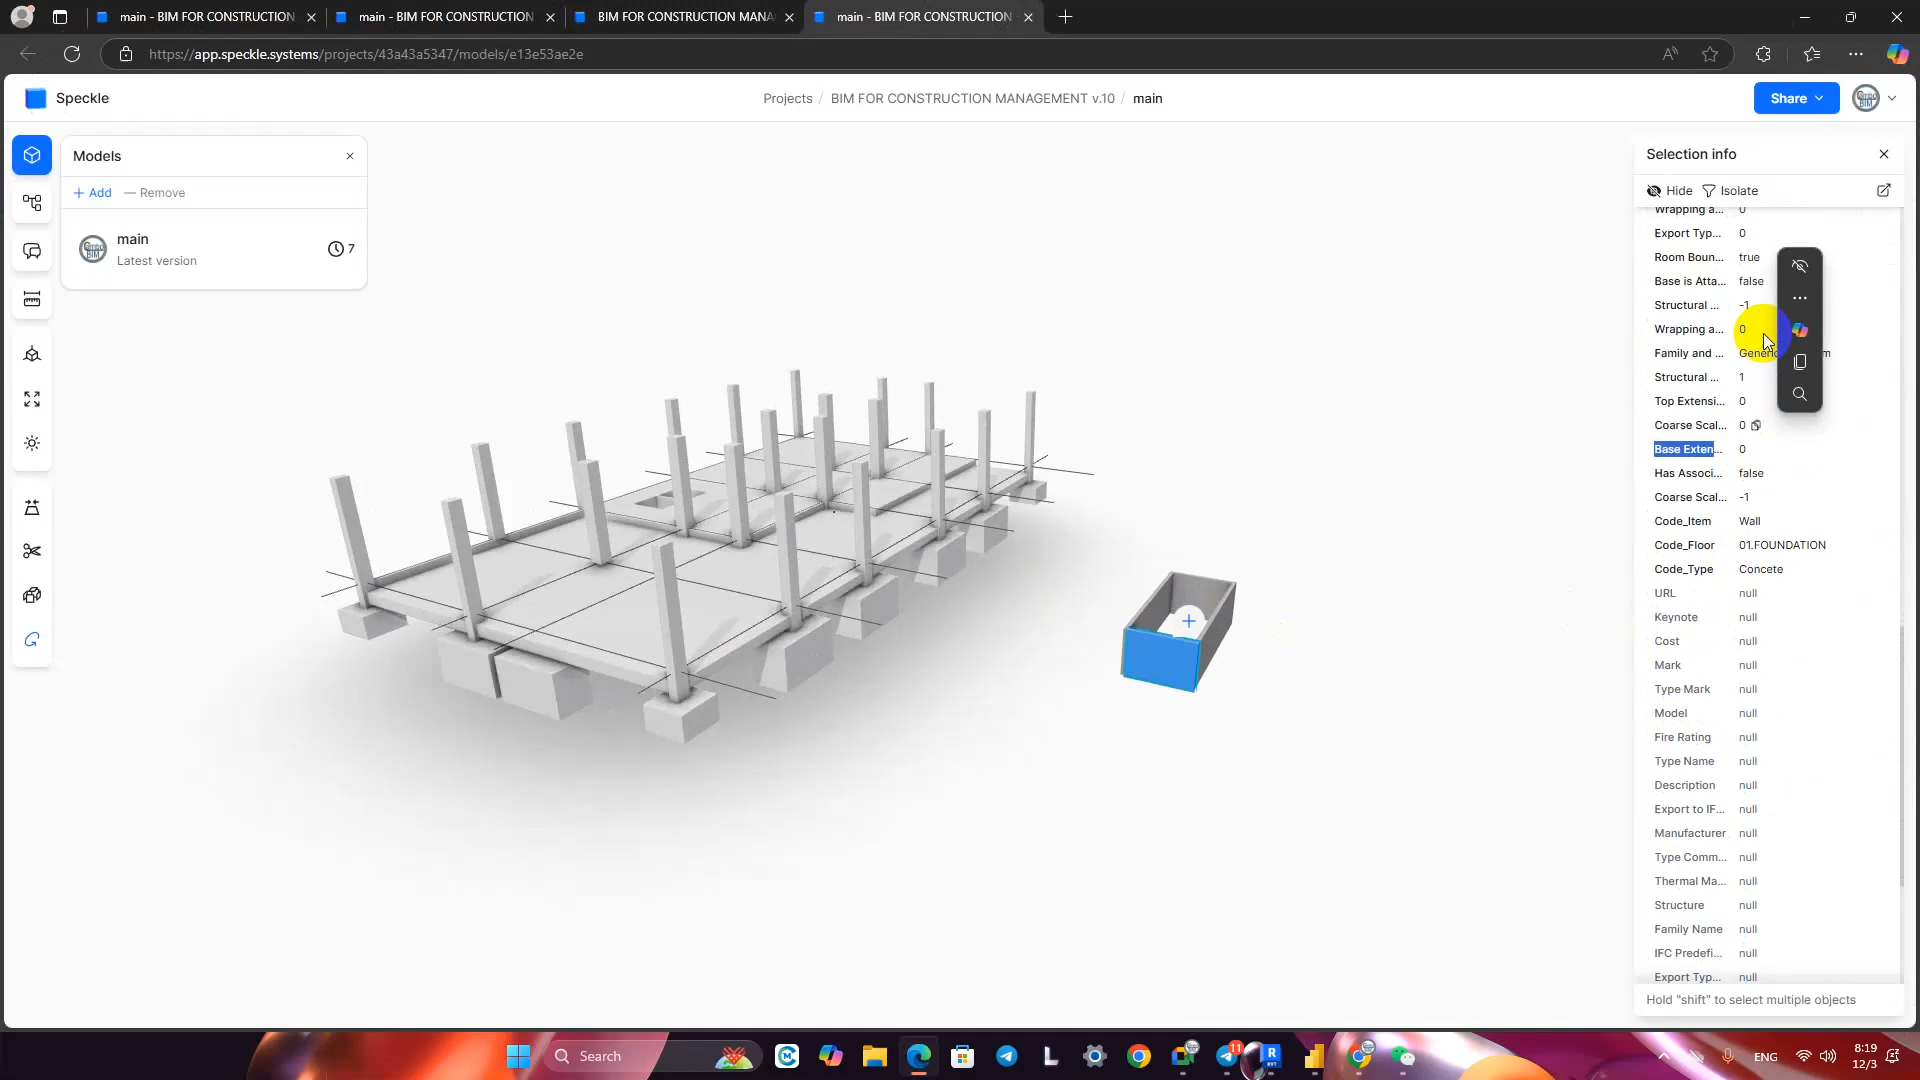 main - BIM FOR CONSTRUCTION
main - BIM FOR CONSTRUCTION
BIM FOR CONSTRUCTION MANA
main - BIM FOR CONSTRUCTION
https://app.speckle.systems/projects/43a43a5347/models/e13e53ae2e
Speckle
Projects / BIM FOR CONSTRUCTION MANAGEMENT v.10 / main
Share
Models
+ Add — Remove
main
Latest version
7
Selection info
Hide Isolate
Wrapping a... 0
Export Typ... 0
Room Boun... true
Base is Atta... false
Structural ... -1
Wrapping a... 0
Family and ...
Structural ... 1
Top Extensi... 0
Coarse Scal... 0
Base Exten... 0
Has Associ... false
Coarse Scal... -1
Code_Item Wall
Code_Floor 01.FOUNDATION
Code_Type Concete
URL null
Keynote null
Cost null
Mark null
Type Mark null
Model null
Fire Rating null
Type Name null
Description null
Export to IF... null
Manufacturer null
Type Comm... null
Thermal Ma... null
Structure null
Family Name null
IFC Predefi... null
Export Typ... null
Hold "shift" to select multiple objects
Search
11
ENG
8:19
12/3